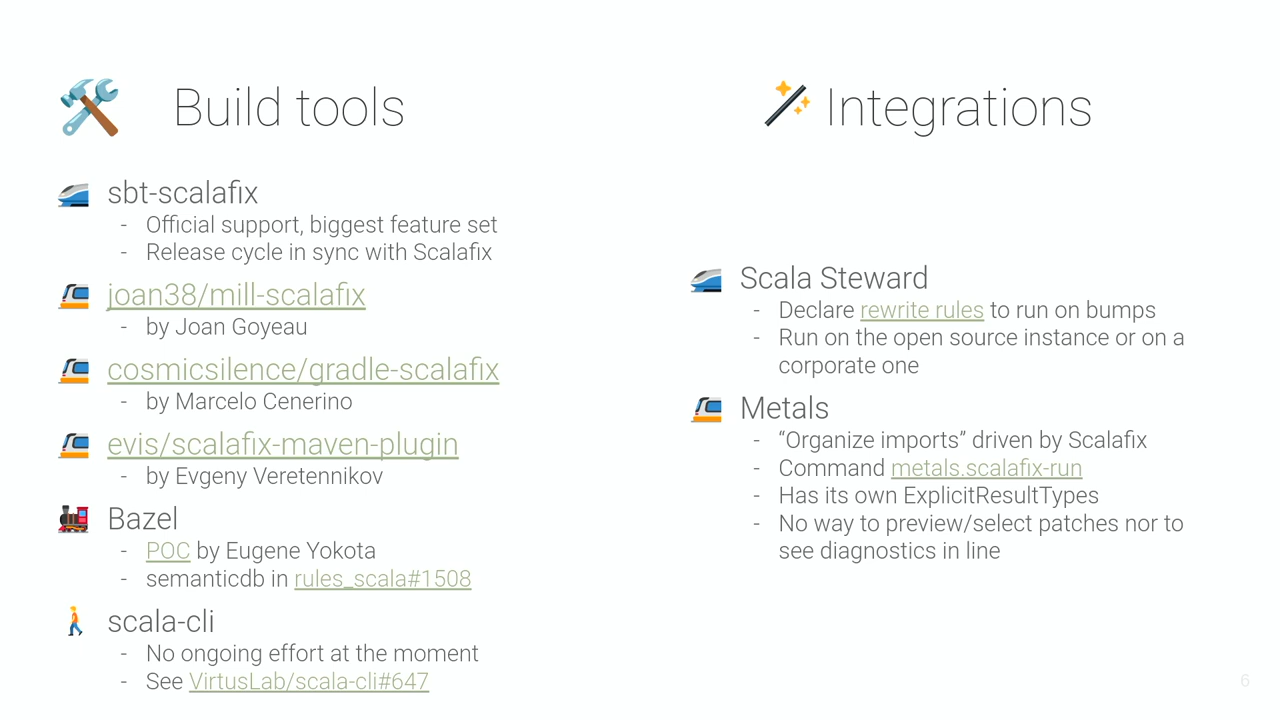 Build tools
sbt-scalafix
- Official support, biggest feature set
- Release cycle in sync with Scalafix
joan38/mill-scalafix
- by Joan Goyeau
cosmicsilence/gradle-scalafix
- by Marcelo Cenerino
evis/scalafix-maven-plugin
- by Evgeny Veretennikov
Bazel
- POC by Eugene Yokota
- semanticdb in rules_scala#1508
scala-cli
- No ongoing effort at the moment
- See VirtusLab/scala-cli#647
Integrations
Scala Steward
- Declare rewrite rules to run on bumps
- Run on the open source instance or on a
corporate one
Metals
- “Organize imports” driven by Scalafix
- Command metals.scalafix-run
- Has its own ExplicitResultTypes
- No way to preview/select patches nor to
see diagnostics in line
6